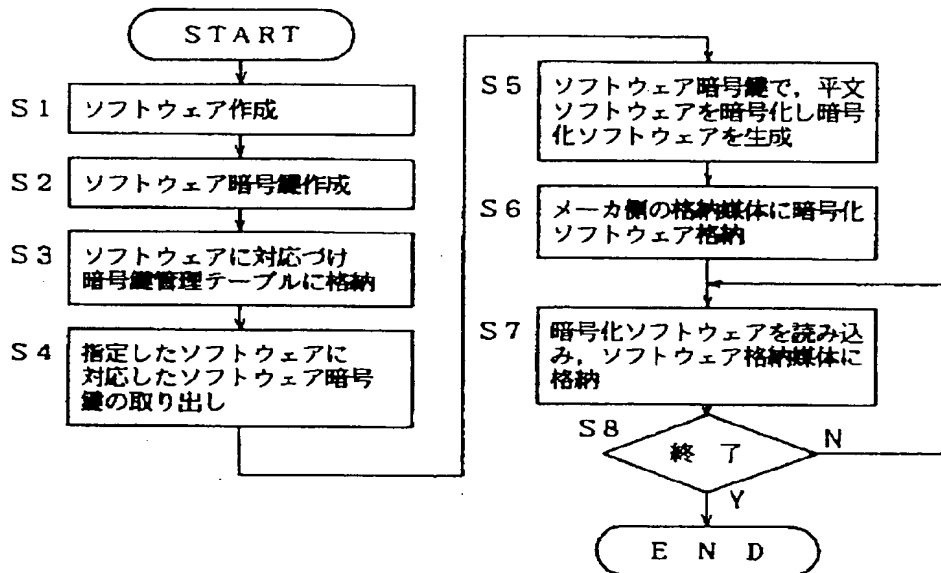 START
S1 ソフトウェア作成
S2 ソフトウェア暗号鍵作成
S3 ソフトウェアに対応づけ
暗号鍵管理テーブルに格納
S4 指定したソフトウェアに
対応したソフトウェア暗号
鍵の取り出し
S5 ソフトウェア暗号鍵で，平文
ソフトウェアを暗号化し暗号
化ソフトウェアを生成
S6 メーカ側の格納媒体に暗号化
ソフトウェア格納
S7 暗号化ソフトウェアを読み込
み，ソフトウェア格納媒体に
格納
S8
終了
N
Y
END